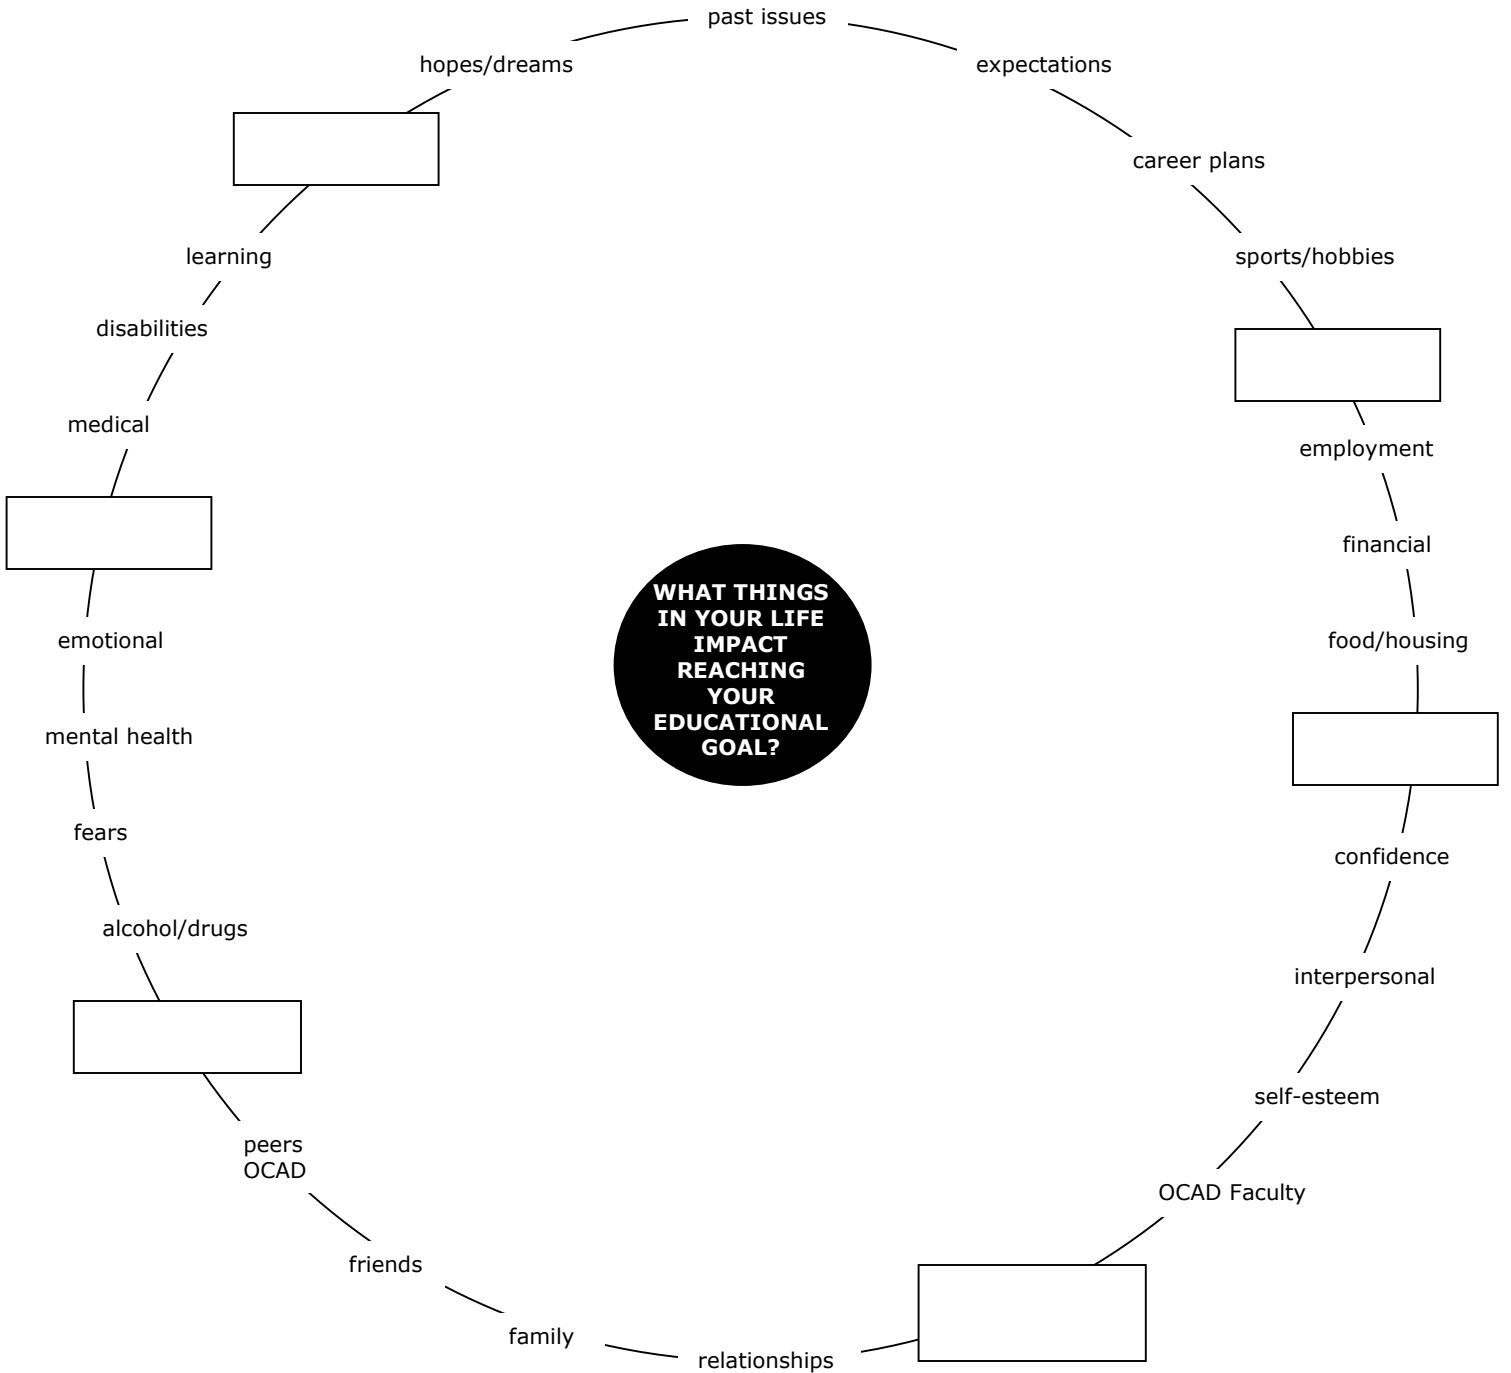 past issues
hopes/dreams
expectations
career plans
learning
sports/hobbies
disabilities
medical
employment
financial
WHAT THINGS
IN YOUR LIFE
IMPACT
REACHING
YOUR
EDUCATIONAL
GOAL?
emotional
food/housing
mental health
fears
confidence
alcohol/drugs
interpersonal
self-esteem
peers
OCAD
OCAD Faculty
friends
family
relationships